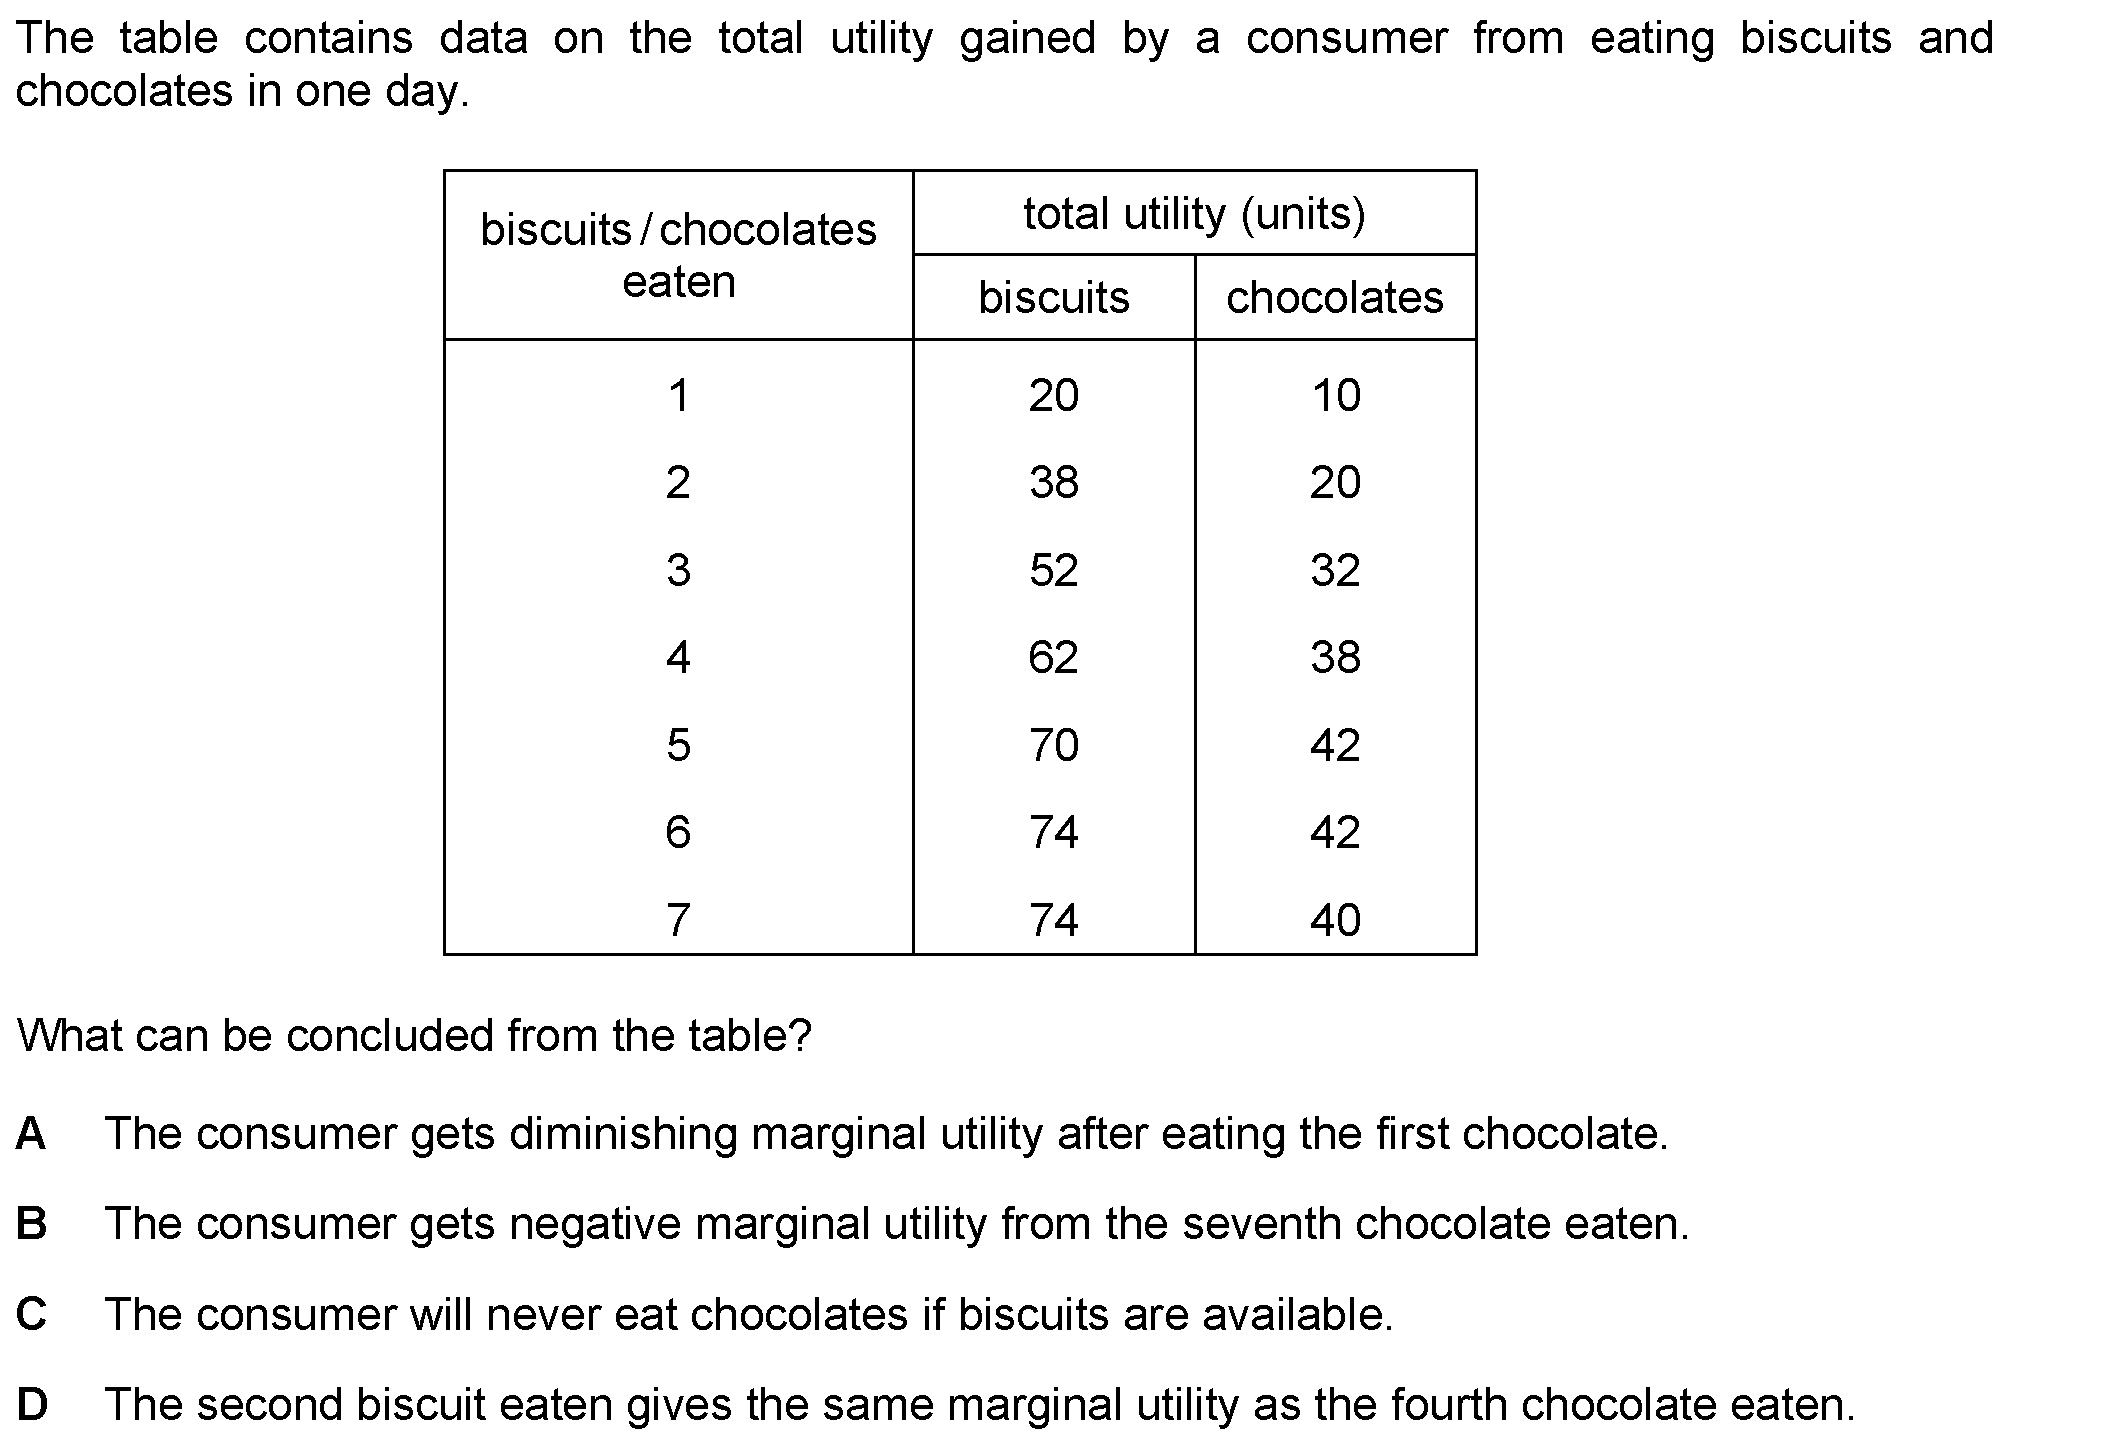 The table contains data on the total utility gained by a consumer from eating biscuits and
chocolates in one day.
biscuits / chocolates eaten total utility (units)
biscuits chocolates
1 20 10
2 38 20
3 52 32
4 62 38
5 70 42
6 74 42
7 74 40
What can be concluded from the table?
A The consumer gets diminishing marginal utility after eating the first chocolate.
B The consumer gets negative marginal utility from the seventh chocolate eaten.
C The consumer will never eat chocolates if biscuits are available.
D The second biscuit eaten gives the same marginal utility as the fourth chocolate eaten.